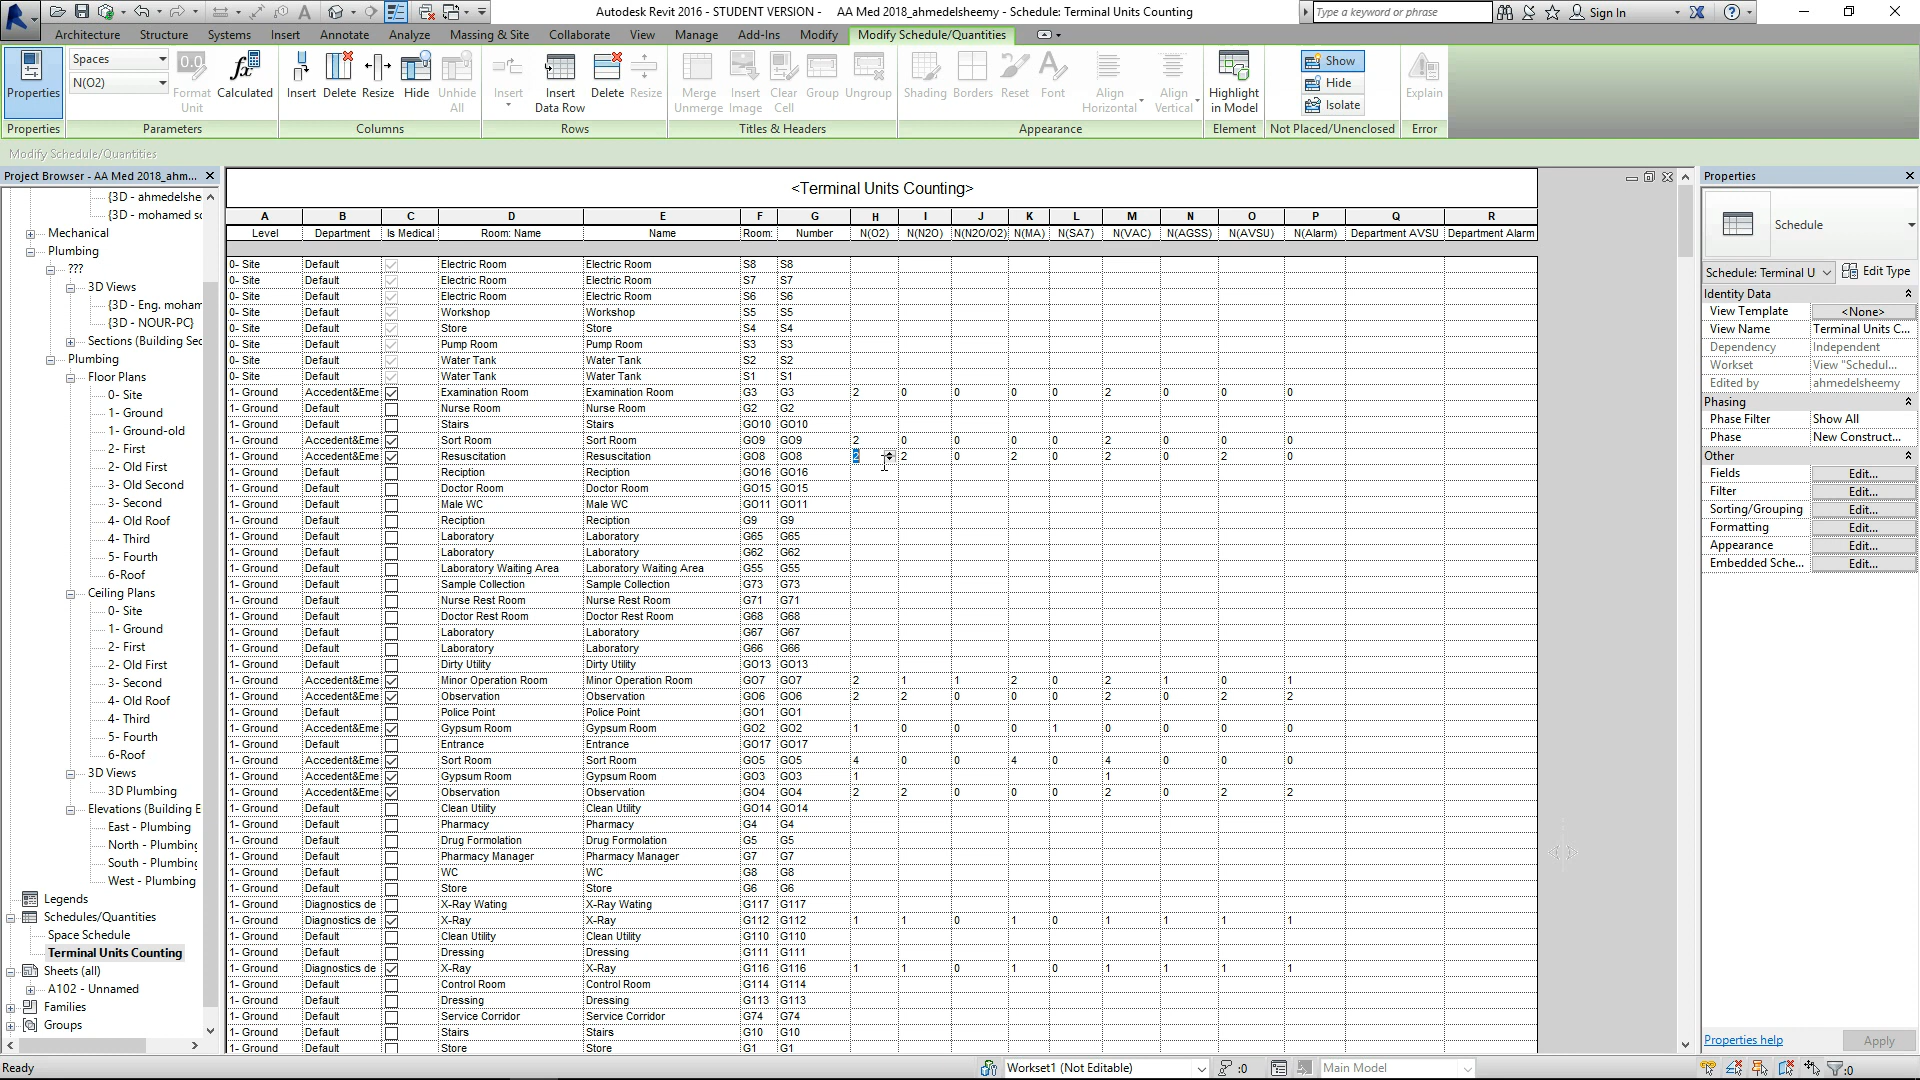 Autodesk Revit 2016 - STUDENT VERSION - AA Med 2018_ahmedelsheemy - Schedule: Terminal Units Counting
Type a keyword or phrase
Sign In
Architecture Structure Systems Insert Annotate Analyze Massing & Site Collaborate View Manage Add-Ins Modify Modify Schedule/Quantities
Properties
Spaces
N(O2)
Format Unit
Calculated
Insert Delete Resize Hide Unhide All
Insert
Insert Data Row
Delete Resize
Merge Unmerge
Insert Image
Clear Cell
Group Ungroup
Shading Borders Reset Font
Align Horizontal
Align Vertical
Highlight in Model
Show
Hide
Isolate
Explain
Properties Parameters Columns Rows Titles & Headers Appearance Element Not Placed/Unenclosed Error
Modify Schedule/Quantities
Project Browser - AA Med 2018_ahm...
{3D - ahmedelshe
{3D - mohamed sc
Mechanical
Plumbing
???
3D Views
{3D - Eng. moham
{3D - NOUR-PC}
Sections (Building Sec
Plumbing
Floor Plans
0- Site
1- Ground
1- Ground-old
2- First
2- Old First
3- Old Second
3- Second
4- Old Roof
4- Third
5- Fourth
6-Roof
Ceiling Plans
0- Site
1- Ground
2- First
2- Old First
3- Second
4- Old Roof
4- Third
5- Fourth
6-Roof
3D Views
3D Plumbing
Elevations (Building E
East - Plumbing
North - Plumbing
South - Plumbing
West - Plumbing
Legends
Schedules/Quantities
Space Schedule
Terminal Units Counting
Sheets (all)
A102 - Unnamed
Families
Groups
<Terminal Units Counting>
A B C D E F G H I J K L M N O P Q R
Level Department Is Medical Room: Name Name Room: Number N(O2) N(N2O) N(N2O/O2) N(MA) N(SA7) N(VAC) N(AGSS) N(AVSU) N(Alarm) Department AVSU Department Alarm
0- Site Default Electric Room Electric Room S8 S8
0- Site Default Electric Room Electric Room S7 S7
0- Site Default Electric Room Electric Room S6 S6
0- Site Default Workshop Workshop S5 S5
0- Site Default Store Store S4 S4
0- Site Default Pump Room Pump Room S3 S3
0- Site Default Water Tank Water Tank S2 S2
0- Site Default Water Tank Water Tank S1 S1
1- Ground Accedent&Eme Examination Room Examination Room G3 G3 2 0 0 0 0 2 0 0 0
1- Ground Default Nurse Room Nurse Room G2 G2
1- Ground Default Stairs Stairs GO10 GO10
1- Ground Accedent&Eme Sort Room Sort Room GO9 GO9 2 0 0 0 0 2 0 0 0
1- Ground Accedent&Eme Resuscitation Resuscitation GO8 GO8 2 2 0 2 0 2 0 2 0
1- Ground Default Reciption Reciption GO16 GO16
1- Ground Default Doctor Room Doctor Room GO15 GO15
1- Ground Default Male WC Male WC GO11 GO11
1- Ground Default Reciption Reciption G9 G9
1- Ground Default Laboratory Laboratory G65 G65
1- Ground Default Laboratory Laboratory G62 G62
1- Ground Default Laboratory Waiting Area Laboratory Waiting Area G55 G55
1- Ground Default Sample Collection Sample Collection G73 G73
1- Ground Default Nurse Rest Room Nurse Rest Room G71 G71
1- Ground Default Doctor Rest Room Doctor Rest Room G68 G68
1- Ground Default Laboratory Laboratory G67 G67
1- Ground Default Laboratory Laboratory G66 G66
1- Ground Default Dirty Utility Dirty Utility GO13 GO13
1- Ground Accedent&Eme Minor Operation Room Minor Operation Room GO7 GO7 2 1 1 2 0 2 1 0 1
1- Ground Accedent&Eme Observation Observation GO6 GO6 2 2 0 0 0 2 0 2 2
1- Ground Default Police Point Police Point GO1 GO1
1- Ground Accedent&Eme Gypsum Room Gypsum Room GO2 GO2 1 0 0 0 1 0 0 0 0
1- Ground Default Entrance Entrance GO17 GO17
1- Ground Accedent&Eme Sort Room Sort Room GO5 GO5 4 0 0 4 0 4 0 0 0
1- Ground Accedent&Eme Gypsum Room Gypsum Room GO3 GO3 1 1
1- Ground Accedent&Eme Observation Observation GO4 GO4 2 2 0 0 0 2 0 2 2
1- Ground Default Clean Utility Clean Utility GO14 GO14
1- Ground Default Pharmacy Pharmacy G4 G4
1- Ground Default Drug Formolation Drug Formolation G5 G5
1- Ground Default Pharmacy Manager Pharmacy Manager G7 G7
1- Ground Default WC WC G8 G8
1- Ground Default Store Store G6 G6
1- Ground Diagnostics de X-Ray Wating X-Ray Wating G117 G117
1- Ground Diagnostics de X-Ray X-Ray G112 G112 1 1 0 1 0 1 1 1 1
1- Ground Default Clean Utility Clean Utility G110 G110
1- Ground Default Dressing Dressing G111 G111
1- Ground Diagnostics de X-Ray X-Ray G116 G116 1 1 0 1 0 1 1 1 1
1- Ground Default Control Room Control Room G114 G114
1- Ground Default Dressing Dressing G113 G113
1- Ground Default Service Corridor Service Corridor G74 G74
1- Ground Default Stairs Stairs G10 G10
1- Ground Default Store Store G1 G1
Properties
Schedule
Schedule: Terminal U Edit Type
Identity Data
View Template <None>
View Name Terminal Units C...
Dependency Independent
Workset View "Schedul...
Edited by ahmedelsheemy
Phasing
Phase Filter Show All
Phase New Construct...
Other
Fields Edit...
Filter Edit...
Sorting/Grouping Edit...
Formatting Edit...
Appearance Edit...
Embedded Sche... Edit...
Properties help Apply
Ready Workset1 (Not Editable) :0 Main Model :0